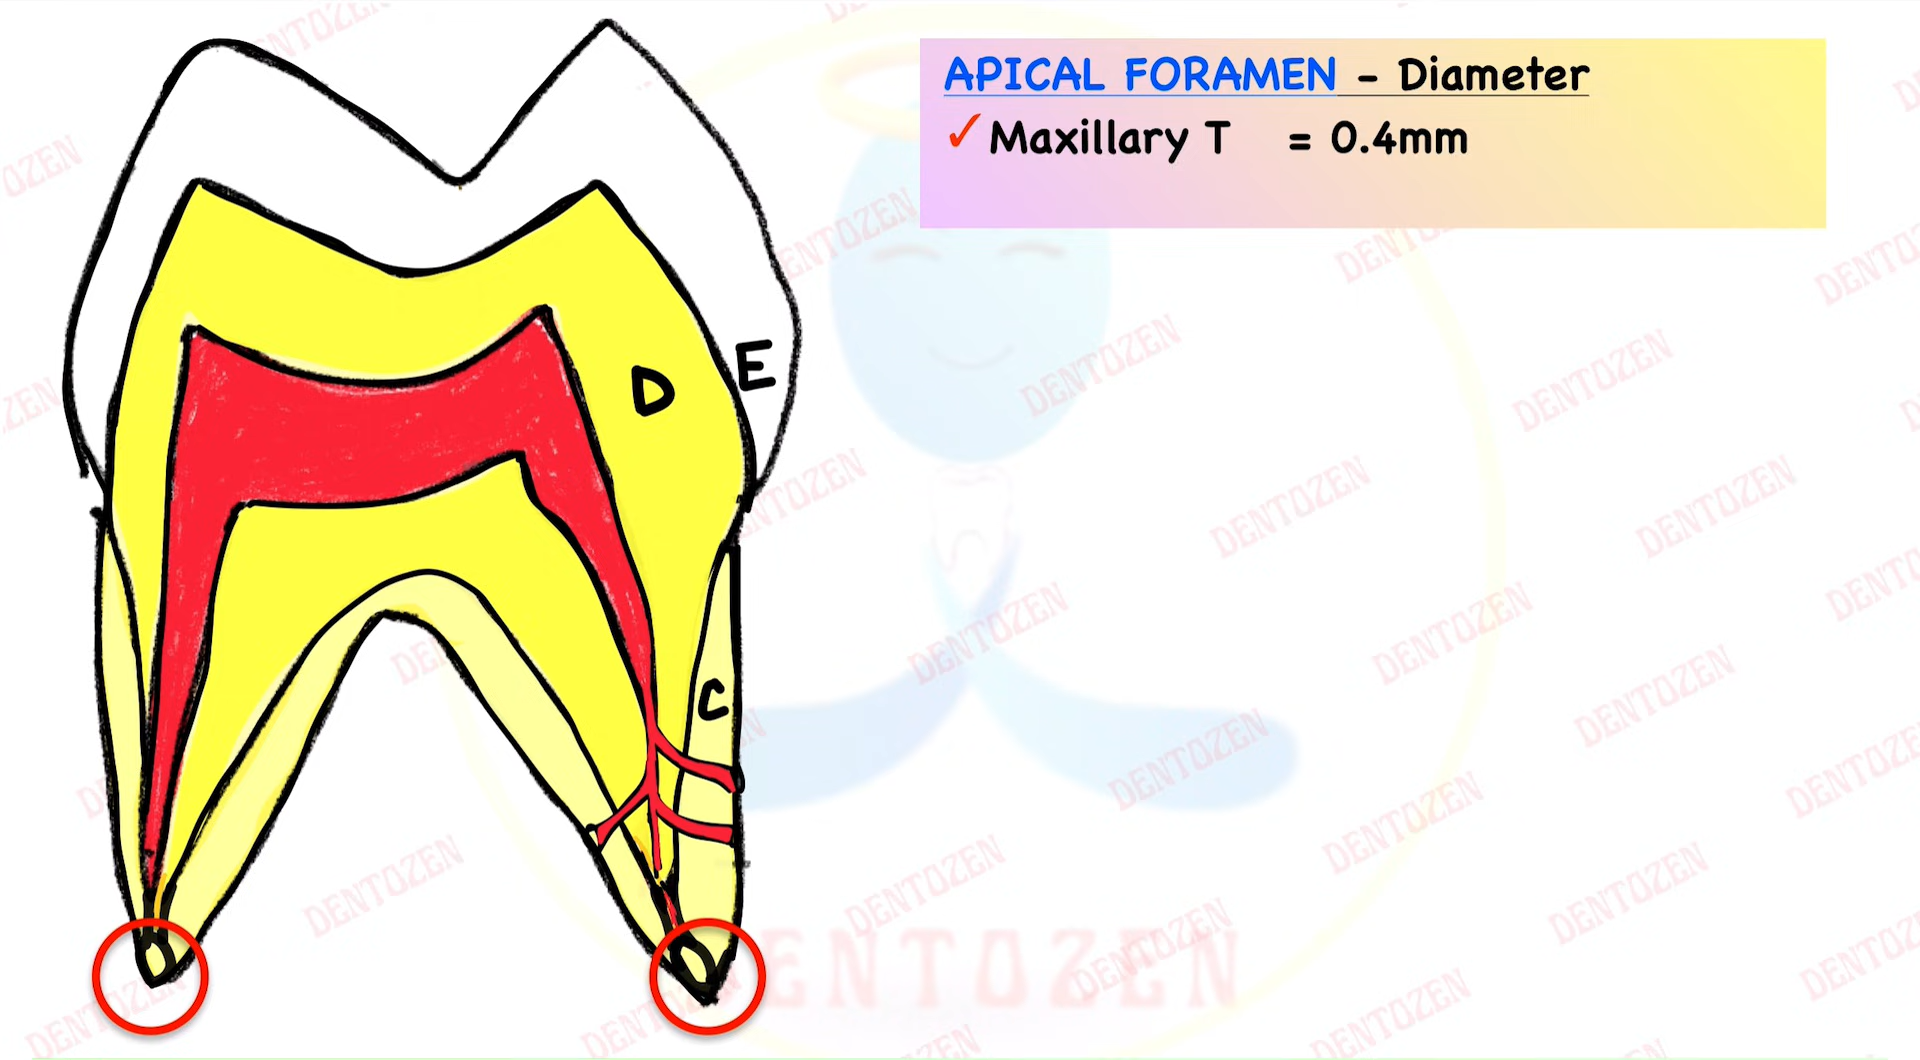 APICAL FORAMEN - Diameter
✓Maxillary T = 0.4mm
E
D
C
DENTOZEN